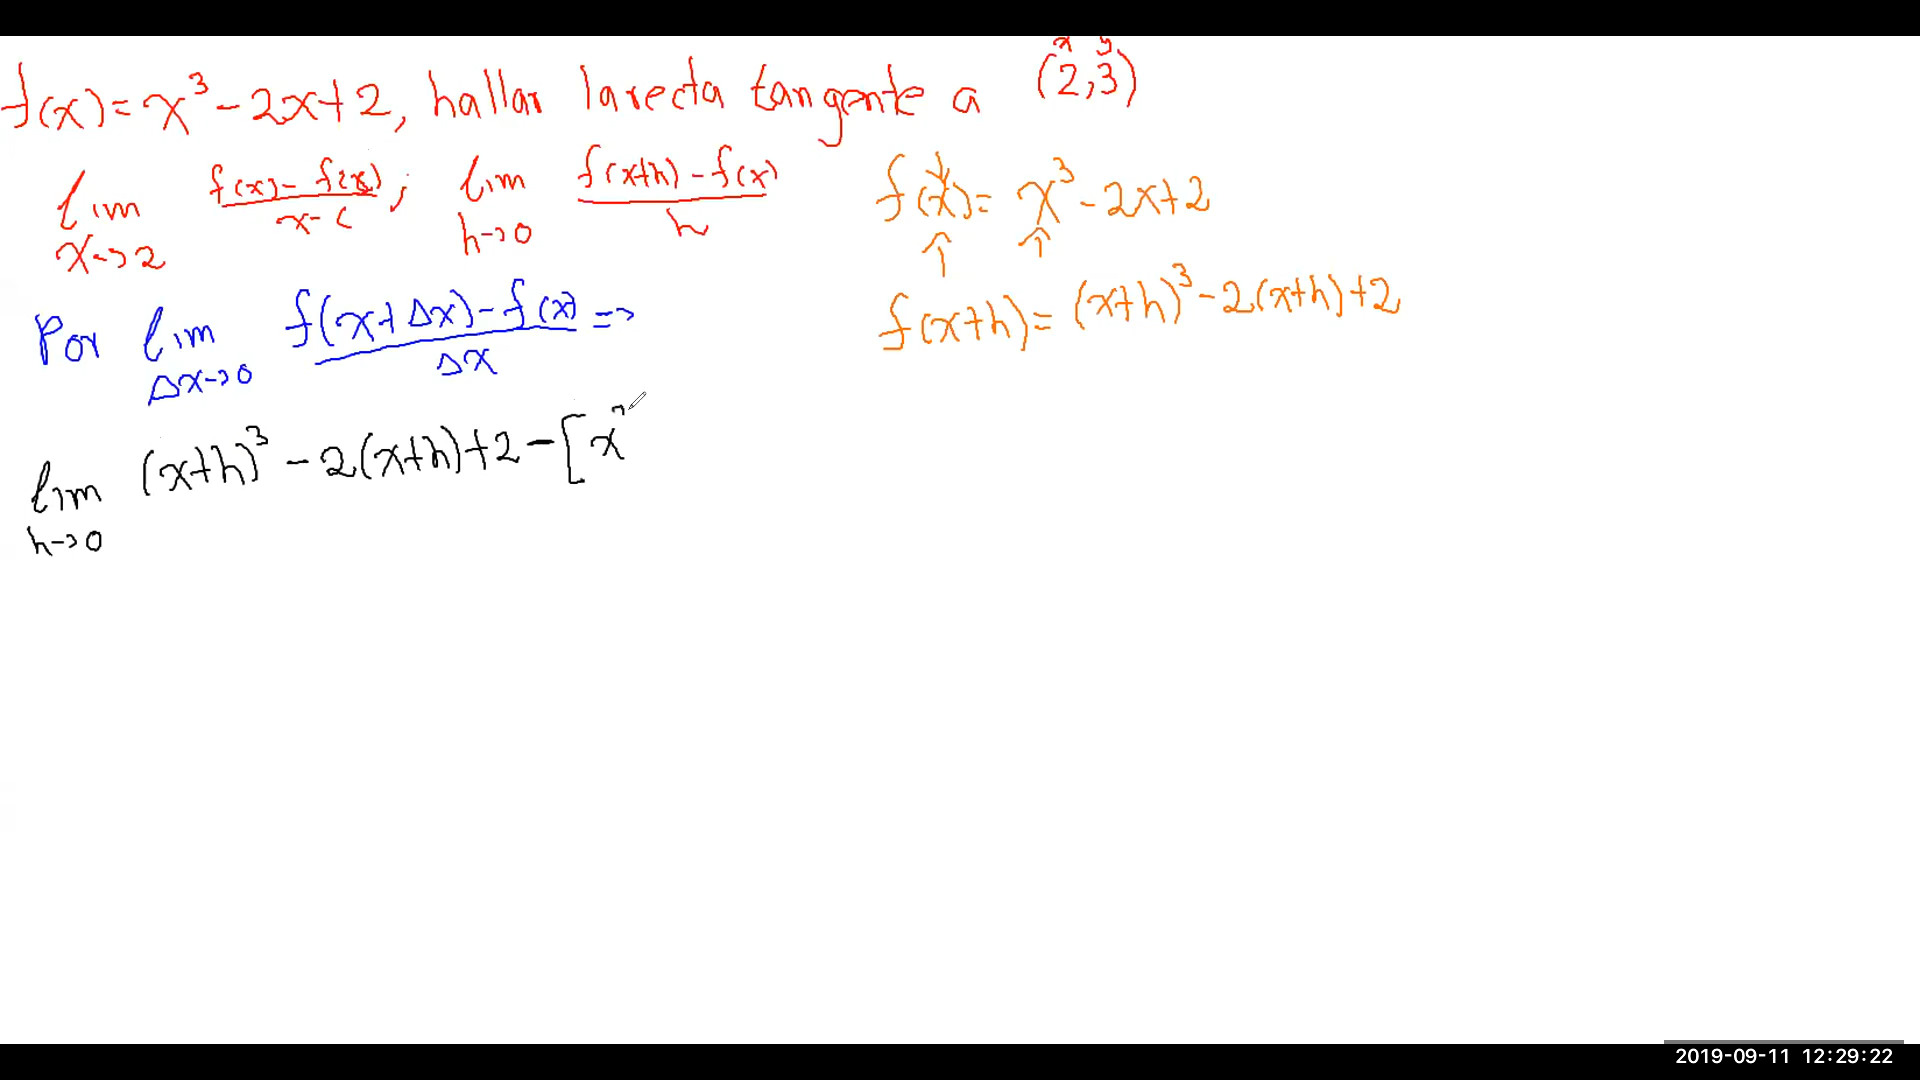 x y
f(x) = x³ - 2x + 2, hallar la recta tangente a (2,3)
lim x→2 f(x) - f(c) / x - c ; lim h→0 f(x+h) - f(x) / h
f(x) = x³ - 2x + 2
Por lim Δx→0 f(x+Δx) - f(x) / Δx =>
f(x+h) = (x+h)³ - 2(x+h) + 2
lim h→0 (x+h)³ - 2(x+h) + 2 - [x
2019-09-11 12:29:22